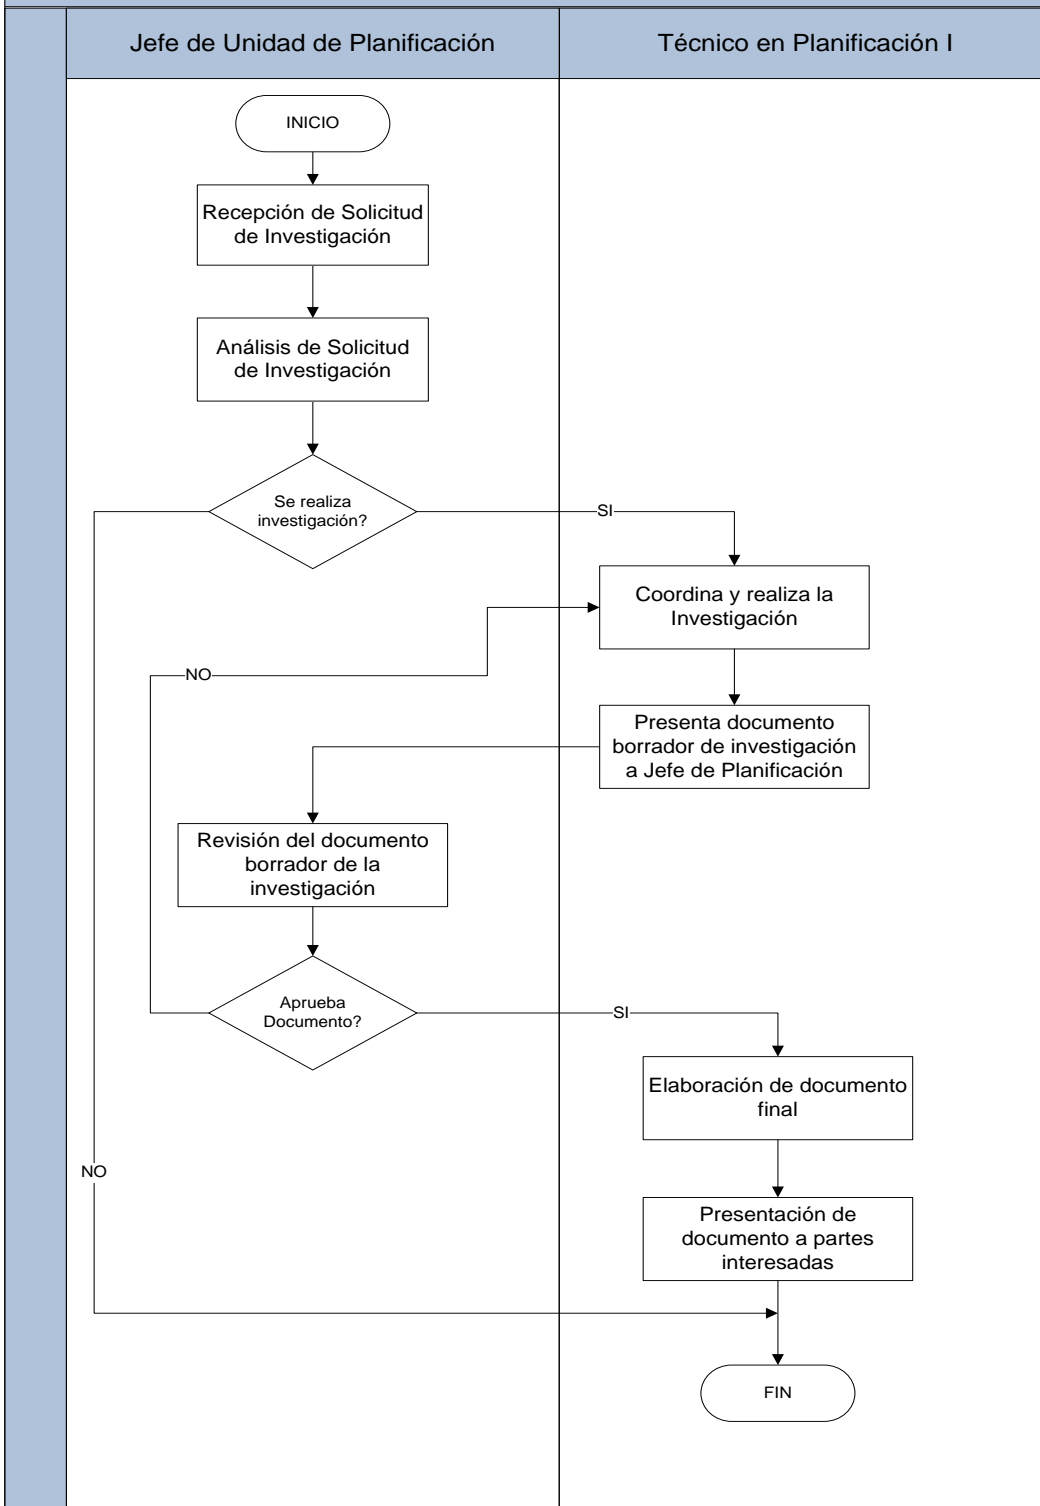 Jefe de Unidad de Planificación
Técnico en Planificación I
INICIO
Recepción de Solicitud
de Investigación
Análisis de Solicitud
de Investigación
Se realiza
investigación?
SI
Coordina y realiza la
Investigación
NO
Presenta documento
borrador de investigación
a Jefe de Planificación
Revisión del documento
borrador de la
investigación
Aprueba
Documento?
SI
Elaboración de documento
final
NO
Presentación de
documento a partes
interesadas
FIN